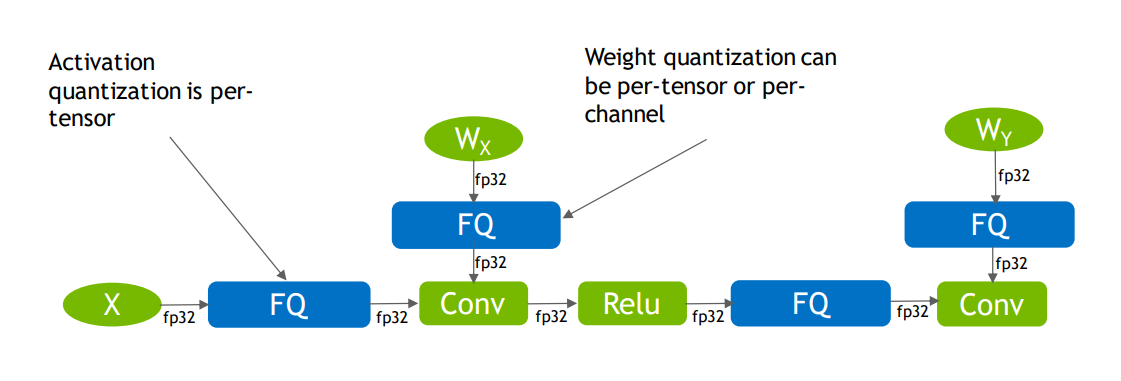 Activation
quantization is per-
tensor
Weight quantization can
be per-tensor or per-
channel
W_X
W_Y
fp32
fp32
FQ
FQ
fp32
fp32
X
fp32
FQ
fp32
Conv
fp32
Relu
fp32
FQ
fp32
Conv